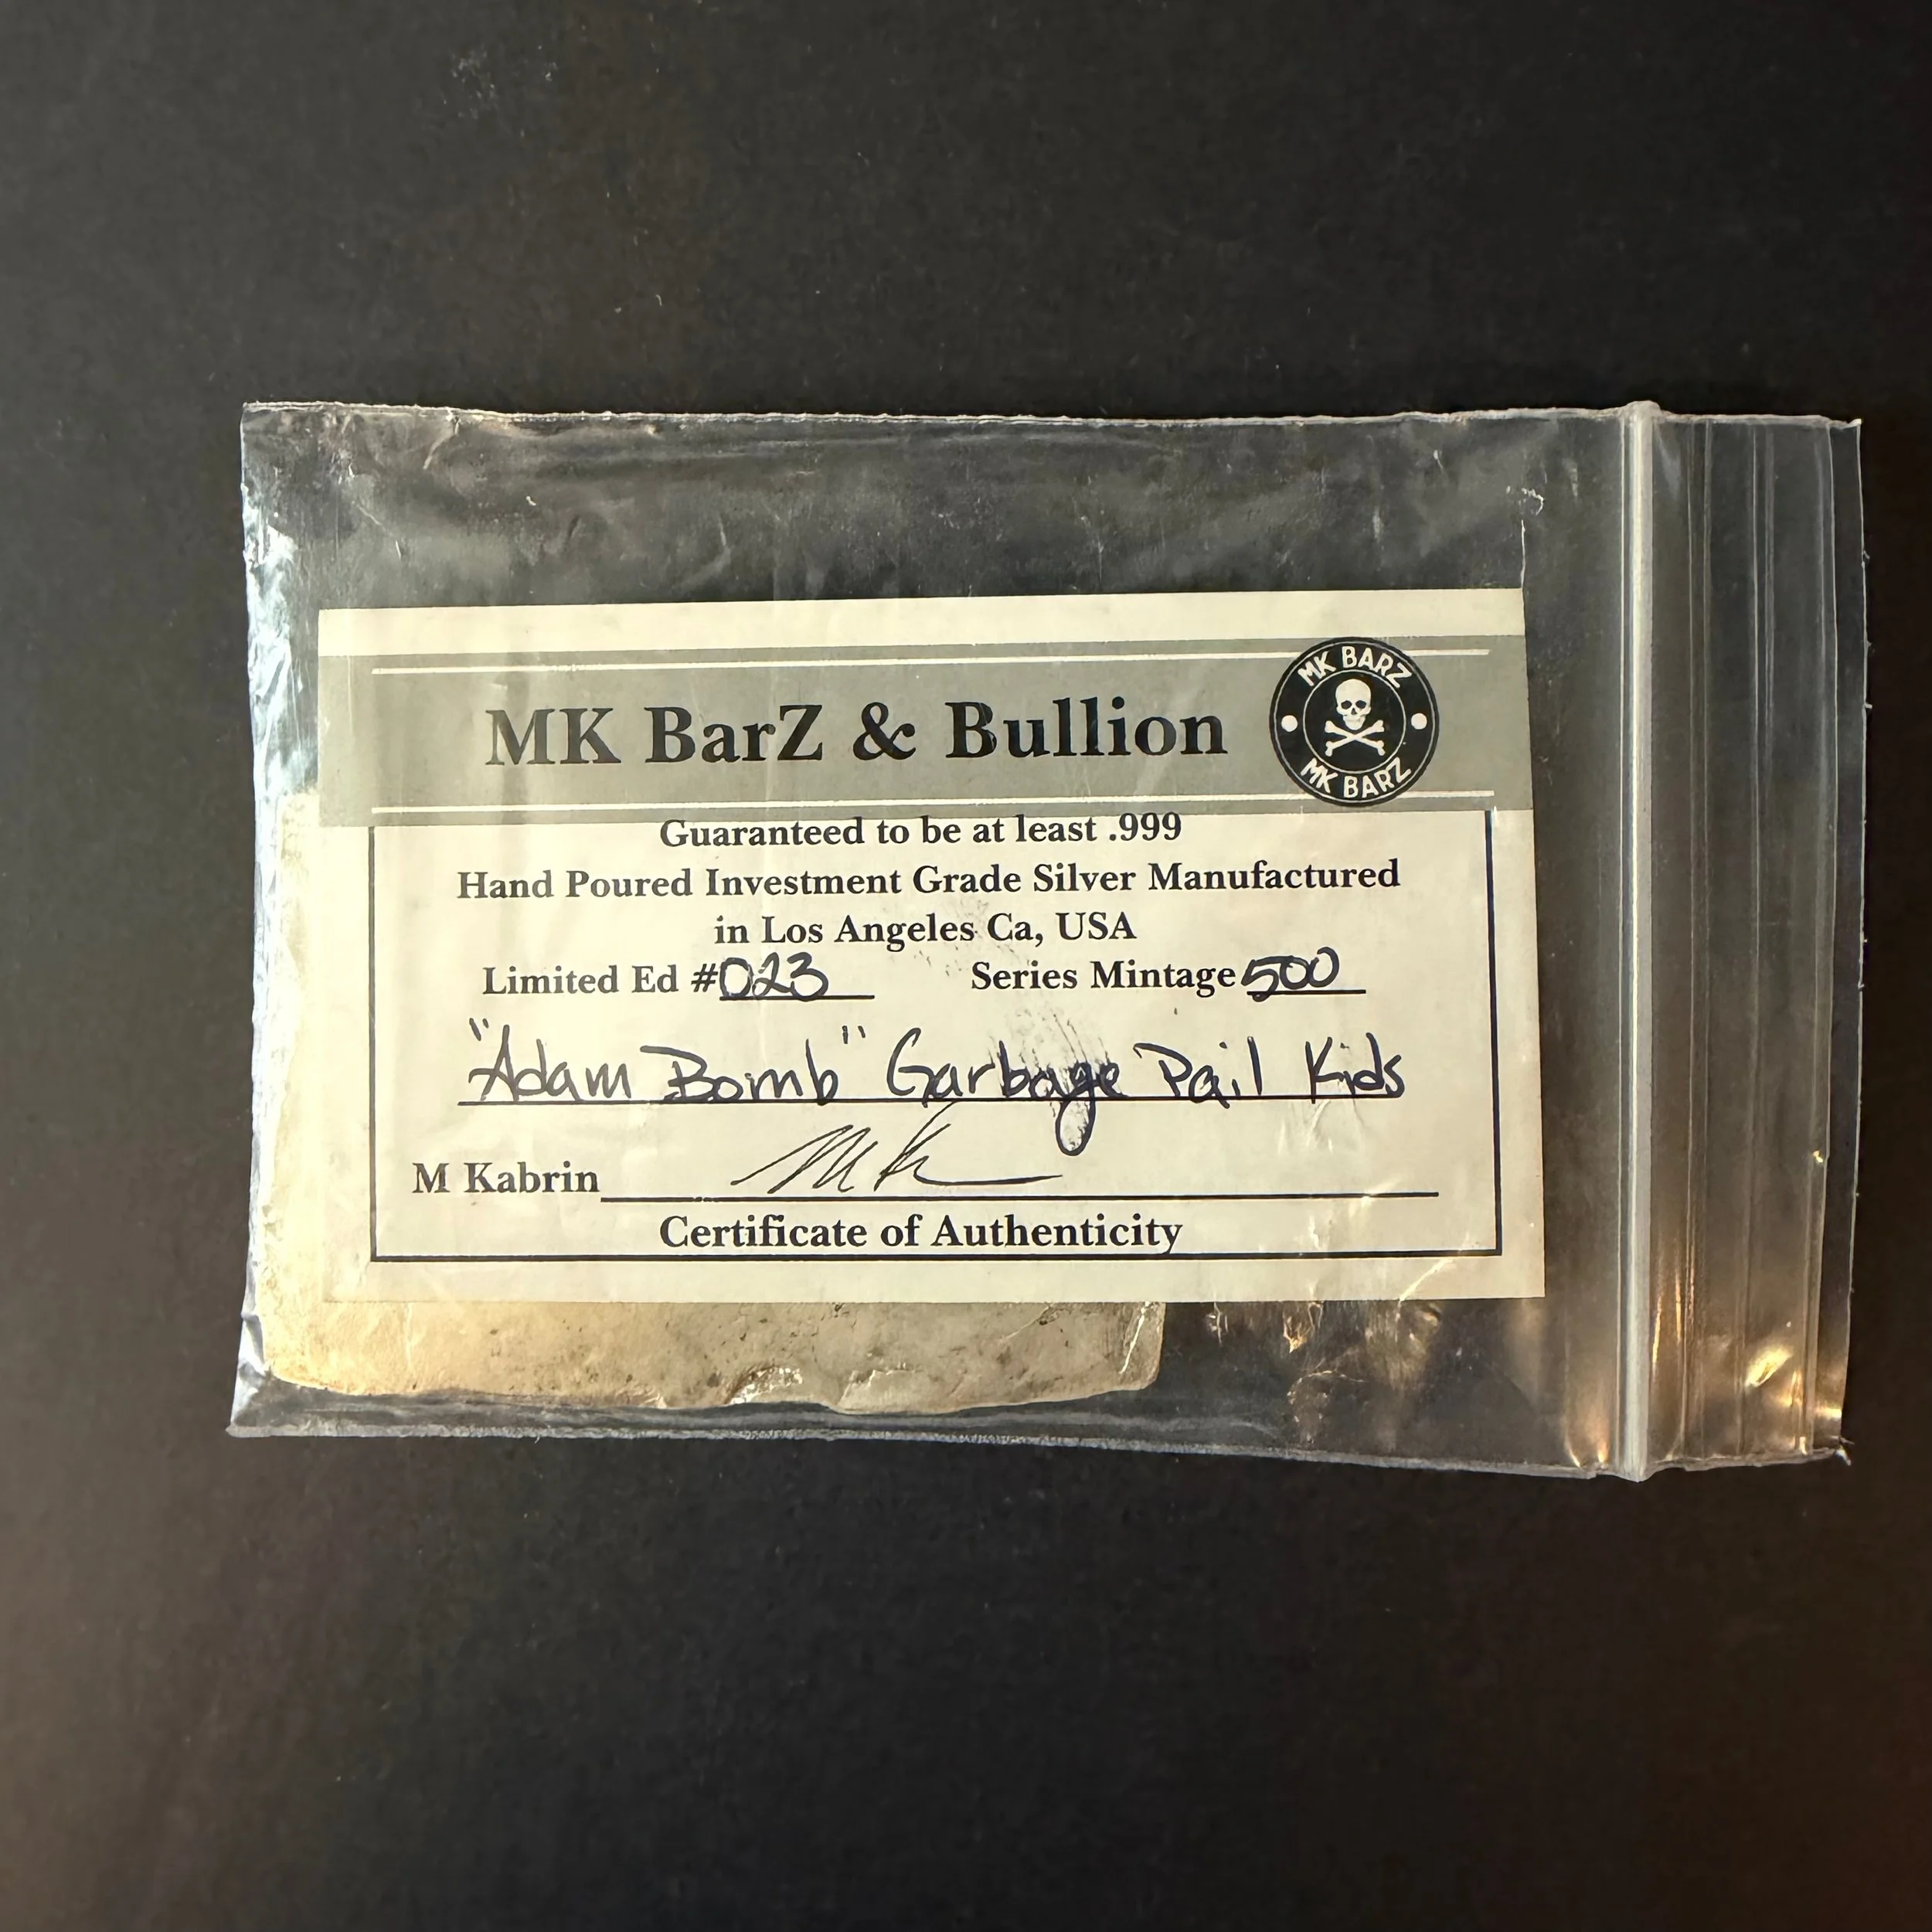 MK BARZ
MK BarZ & Bullion
MK BARZ
Guaranteed to be at least .999
Hand Poured Investment Grade Silver Manufactured
in Los Angeles Ca, USA
Limited Ed #023 Series Mintage 500
"Adam Bomb" Garbage Pail Kids
M Kabrin MK
Certificate of Authenticity